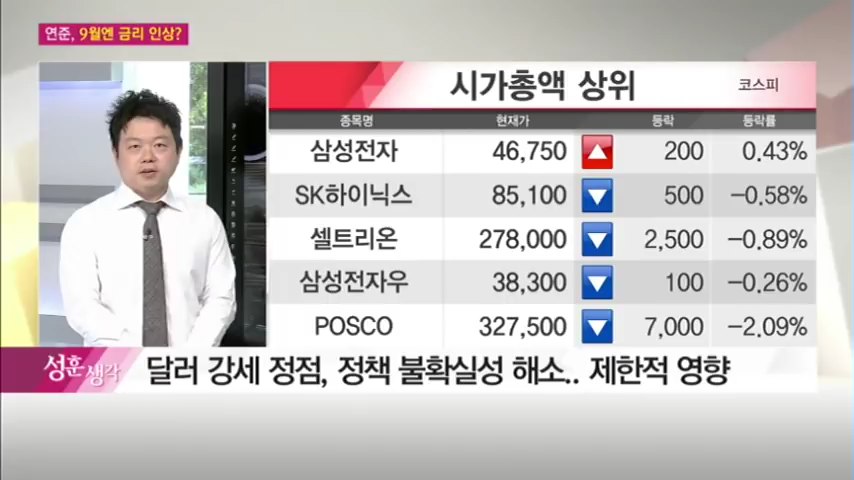 연준, 9월엔 금리 인상?
시가총액 상위 코스피
종목명 현재가 등락 등락률
삼성전자 46,750 ▲ 200 0.43%
SK하이닉스 85,100 ▼ 500 -0.58%
셀트리온 278,000 ▼ 2,500 -0.89%
삼성전자우 38,300 ▼ 100 -0.26%
POSCO 327,500 ▼ 7,000 -2.09%
성훈생각 달러 강세 정점, 정책 불확실성 해소.. 제한적 영향